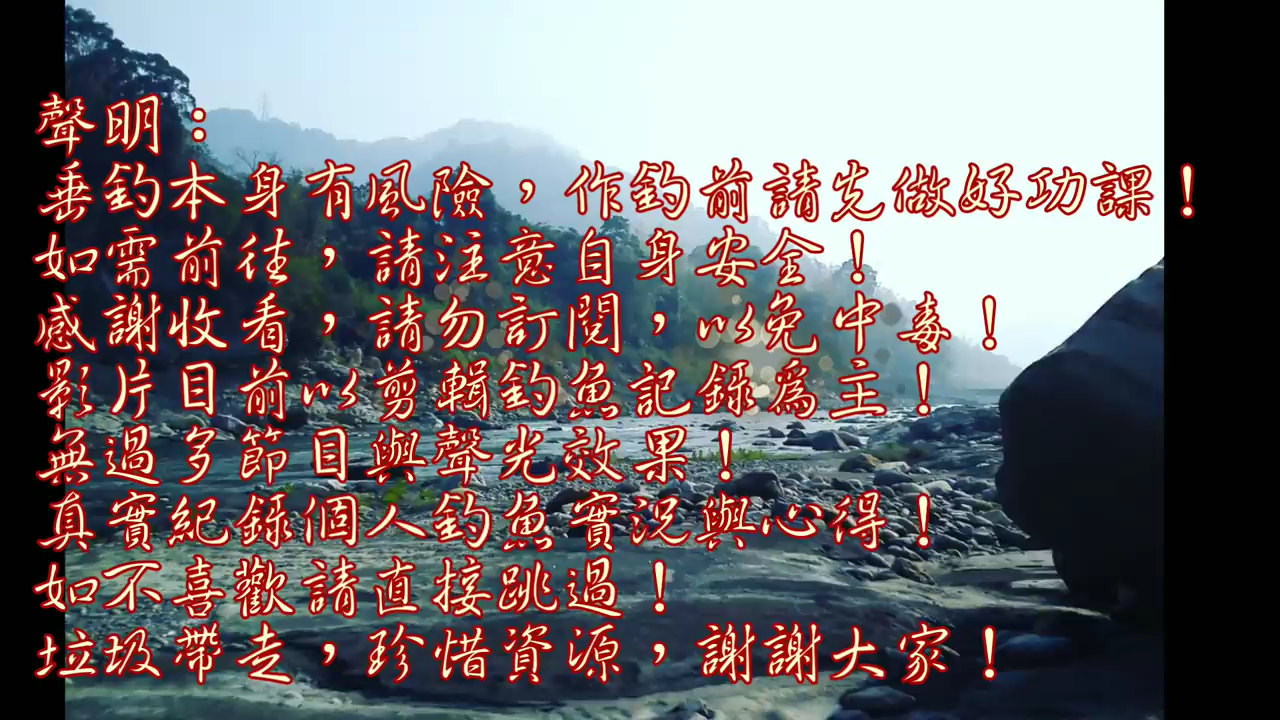 聲明：
垂釣本身有風險，作釣前請先做好功課！
如需前往，請注意自身安全！
感謝收看，請勿訂閱，以免中毒！
影片目前以剪輯釣魚記錄為主！
無過多節目與聲光效果！
真實紀錄個人釣魚實況與心得！
如不喜歡請直接跳過！
垃圾帶走，珍惜資源，謝謝大家！